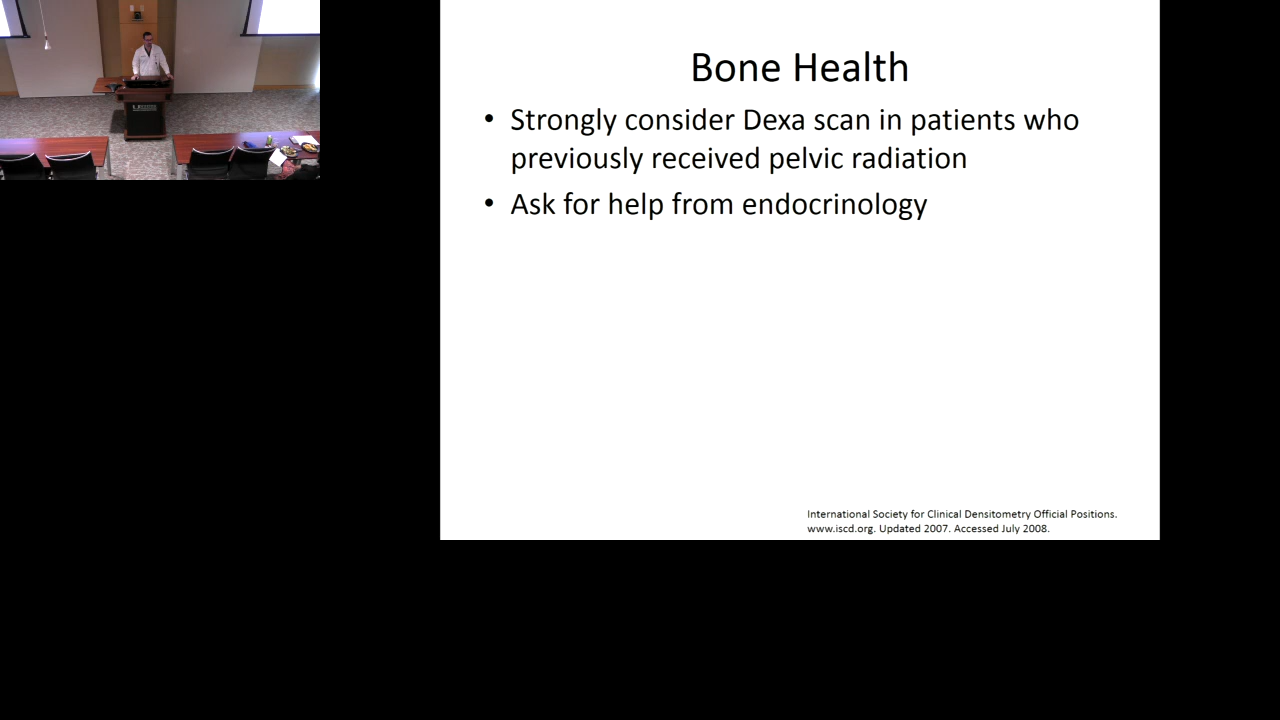 Bone Health
• Strongly consider Dexa scan in patients who
previously received pelvic radiation
• Ask for help from endocrinology
International Society for Clinical Densitometry Official Positions.
www.iscd.org. Updated 2007. Accessed July 2008.